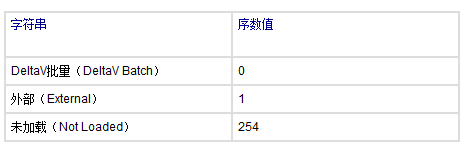 字符串 序数值
DeltaV批量（DeltaV Batch） 0
外部（External） 1
未加载（Not Loaded） 254